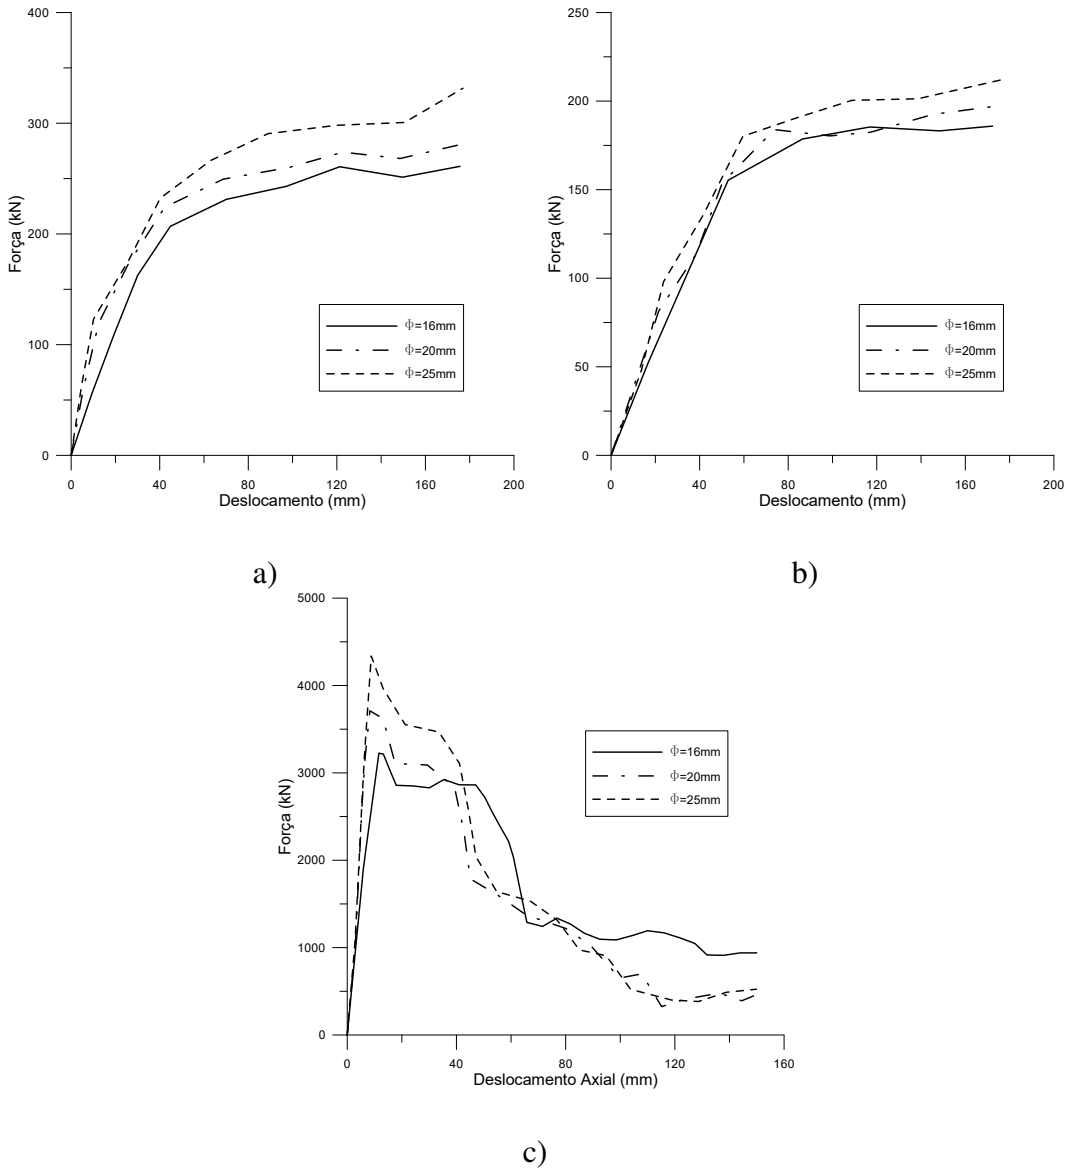 400
300
200
100
0
Força (kN)
0 40 80 120 160 200
Deslocamento (mm)
Φ=16mm
Φ=20mm
Φ=25mm
a)
250
200
150
100
50
0
Força (kN)
0 40 80 120 160 200
Deslocamento (mm)
Φ=16mm
Φ=20mm
Φ=25mm
b)
5000
4000
3000
2000
1000
0
Força (kN)
0 40 80 120 160
Deslocamento Axial (mm)
Φ=16mm
Φ=20mm
Φ=25mm
c)